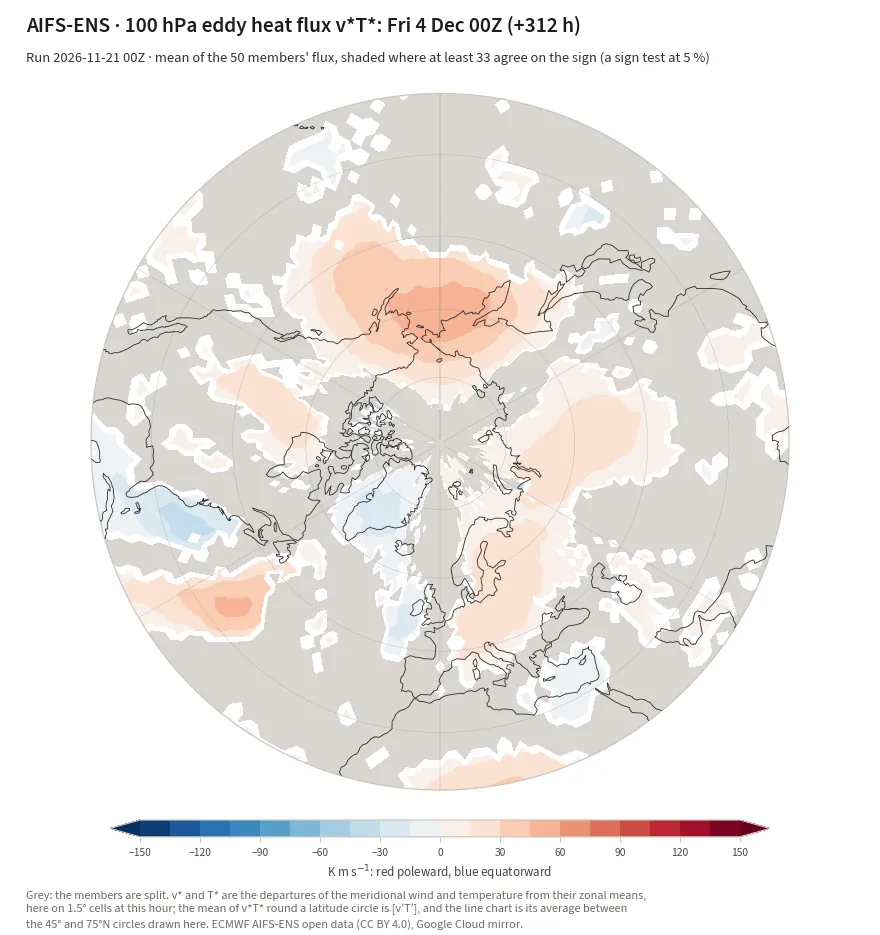 AIFS-ENS · 100 hPa eddy heat flux v*T*: Fri 4 Dec 00Z (+312 h)
Run 2026-11-21 00Z · mean of the 50 members' flux, shaded where at least 33 agree on the sign (a sign test at 5 %)
−150 −120 −90 −60 −30 0 30 60 90 120 150
K m s⁻¹: red poleward, blue equatorward
Grey: the members are split. v* and T* are the departures of the meridional wind and temperature from their zonal means,
here on 1.5° cells at this hour; the mean of v*T* round a latitude circle is [v'T'], and the line chart is its average between
the 45° and 75°N circles drawn here. ECMWF AIFS-ENS open data (CC BY 4.0), Google Cloud mirror.